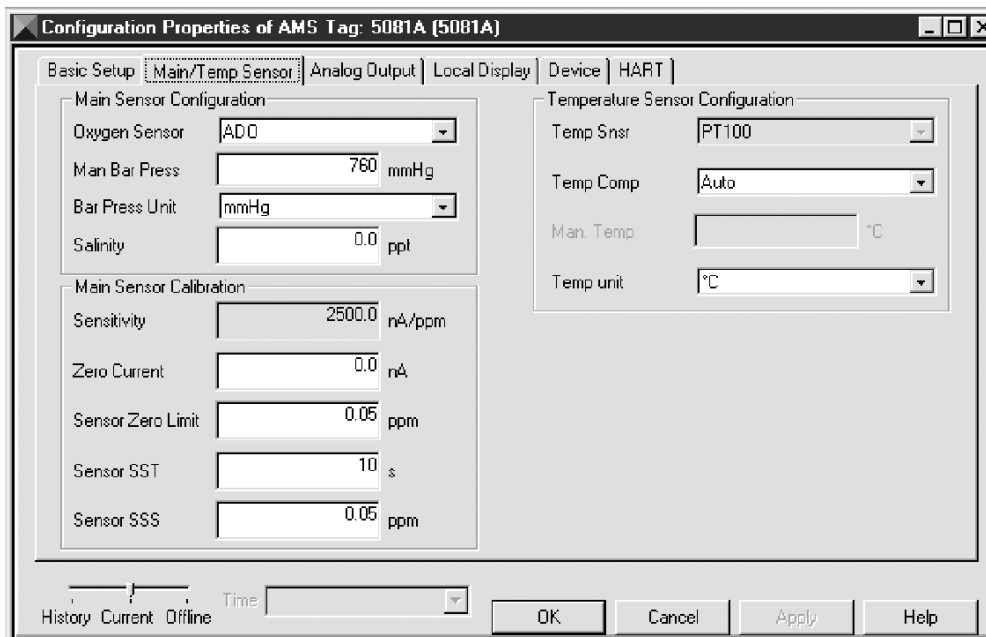 Configuration Properties of AMS Tag: 5081A (5081A)
Basic Setup Main/Temp Sensor Analog Output Local Display Device HART
Main Sensor Configuration
Oxygen Sensor ADO
Man Bar Press 760 mmHg
Bar Press Unit mmHg
Salinity 0.0 ppt
Main Sensor Calibration
Sensitivity 2500.0 nA/ppm
Zero Current 0.0 nA
Sensor Zero Limit 0.05 ppm
Sensor SST 10 s
Sensor SSS 0.05 ppm
Temperature Sensor Configuration
Temp Snsr PT100
Temp Comp Auto
Man. Temp °C
Temp unit °C
History Current Offline
Time
OK Cancel Apply Help